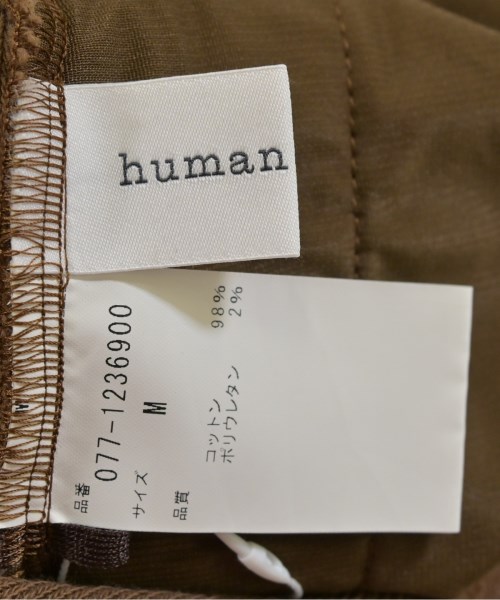 human
品番 077-1236900
サイズ M
品質 コットン 98%
ポリウレタン 2%